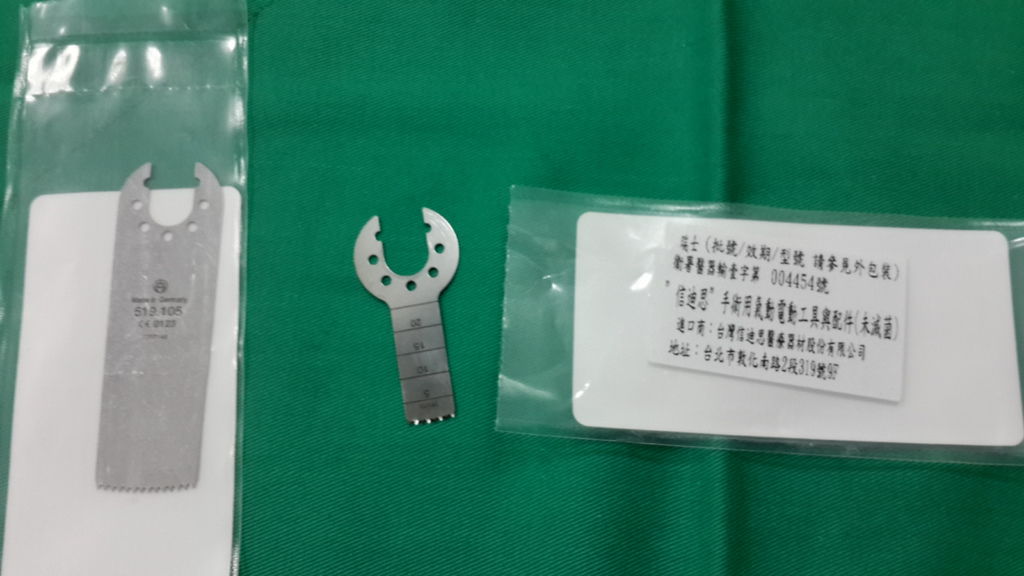 Made in Germany
519.105
CE 0123
20
15
10
5
瑞士(批號/效期/型號 請參見外包裝)
衛署醫器輸壹字第 004454號
"信迪思"手術用氣動電動工具與配件(未滅菌)
進口商:台灣信迪思醫療器材股份有限公司
地址:台北市敦化南路2段319號9F